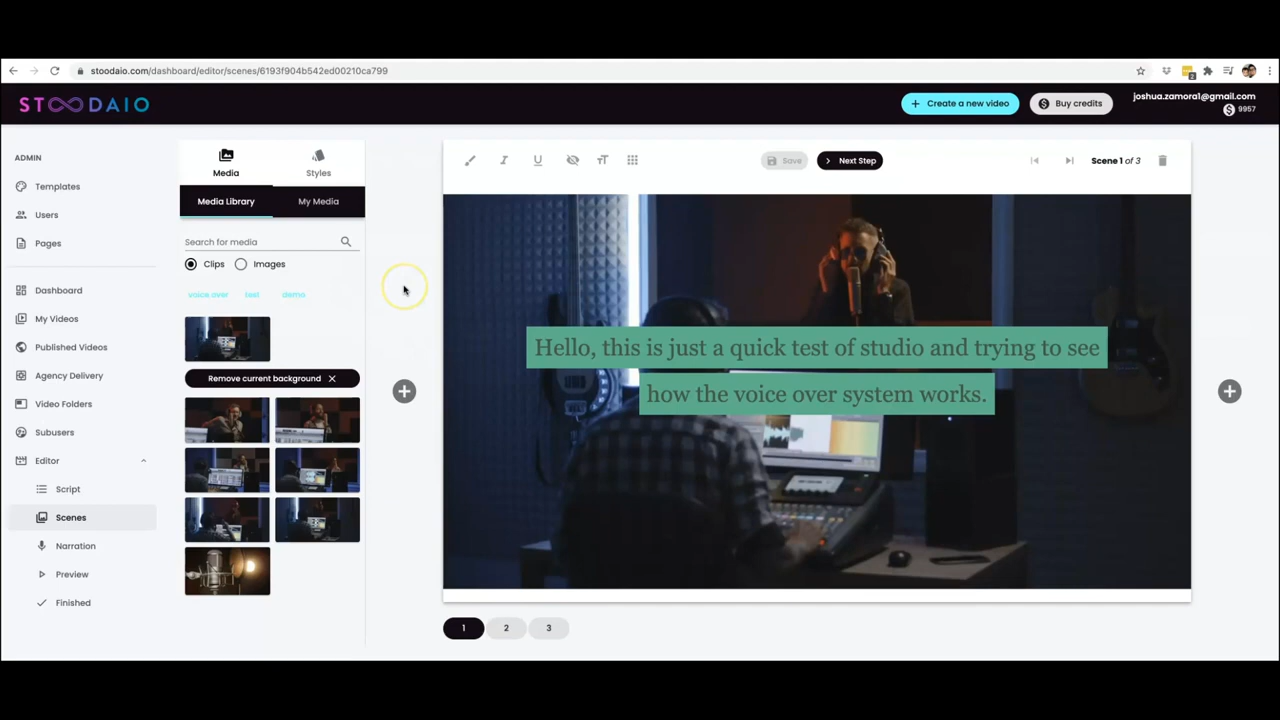 stoodaio.com/dashboard/editor/scenes/6193f904b542ed00210ca799
2
STOODAIO
+ Create a new video
$ Buy credits
joshua.zamora1@gmail.com
$ 9957
ADMIN
Templates
Users
Pages
Dashboard
My Videos
Published Videos
Agency Delivery
Video Folders
Subusers
Editor
Script
Scenes
Narration
Preview
Finished
Media
Styles
Media Library
My Media
Search for media
Clips
Images
voice over
test
demo
Remove current background
Save
Next Step
Scene 1 of 3
Hello, this is just a quick test of studio and trying to see
how the voice over system works.
1
2
3